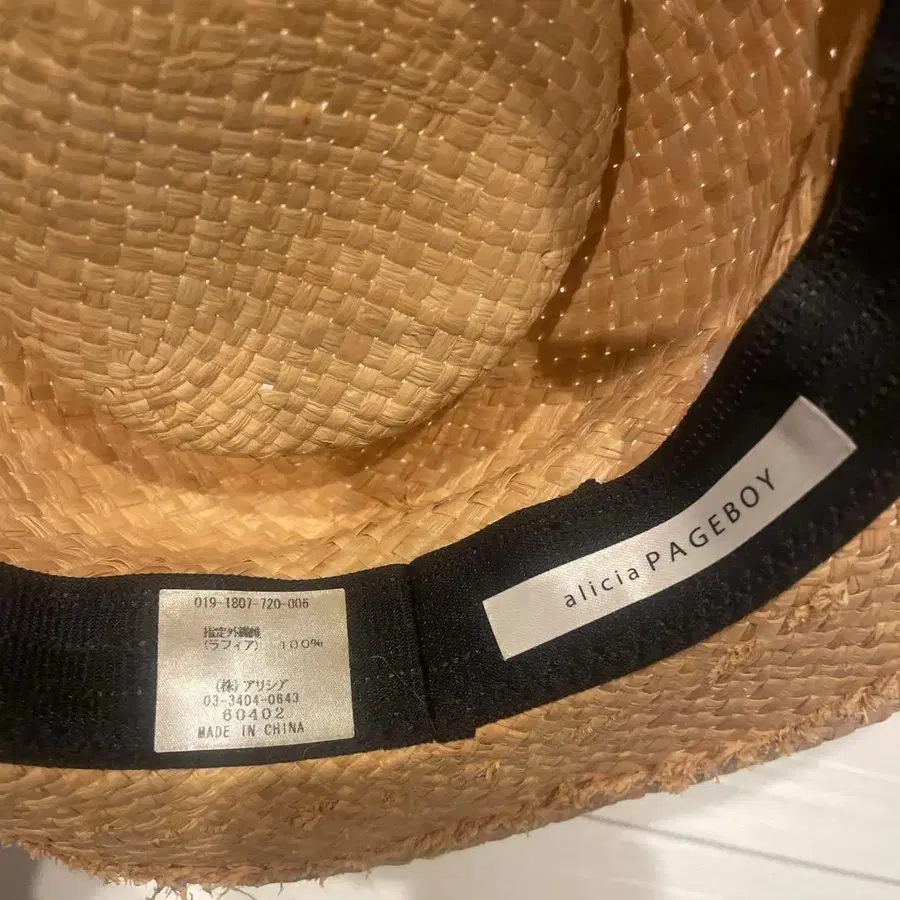 019-1807-720-006
指定外繊維
(ラフィア) 100%
(株)アリシア
03-3404-0643
60402
MADE IN CHINA
alicia PAGEBOY